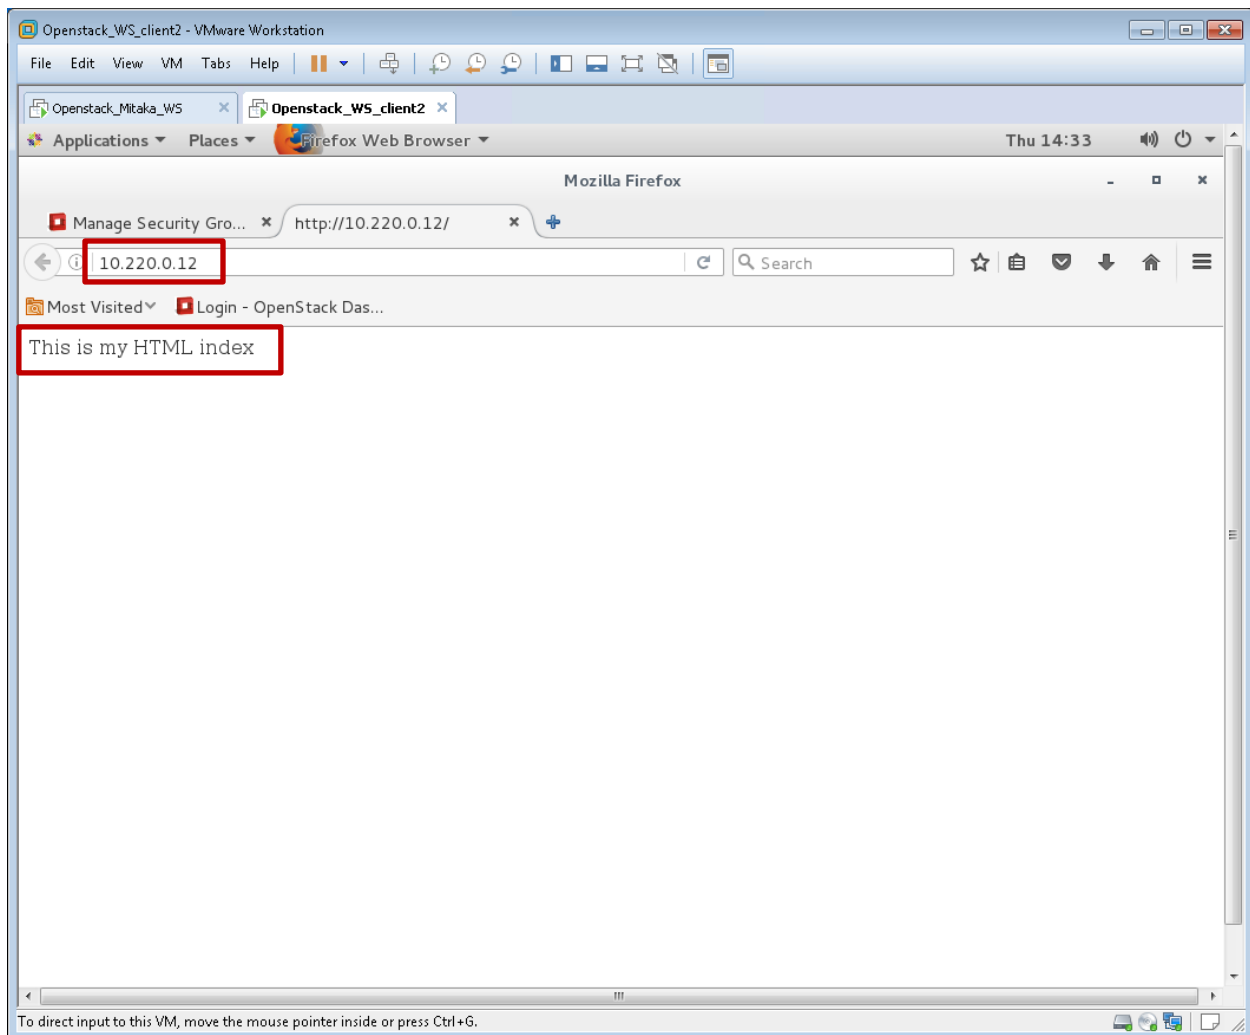 Openstack_WS_client2 - VMware Workstation
File Edit View VM Tabs Help
Openstack_Mitaka_WS Openstack_WS_client2
Applications Places Firefox Web Browser Thu 14:33
Mozilla Firefox
Manage Security Gro... http://10.220.0.12/
10.220.0.12 Search
Most Visited Login - OpenStack Das...
This is my HTML index
To direct input to this VM, move the mouse pointer inside or press Ctrl+G.